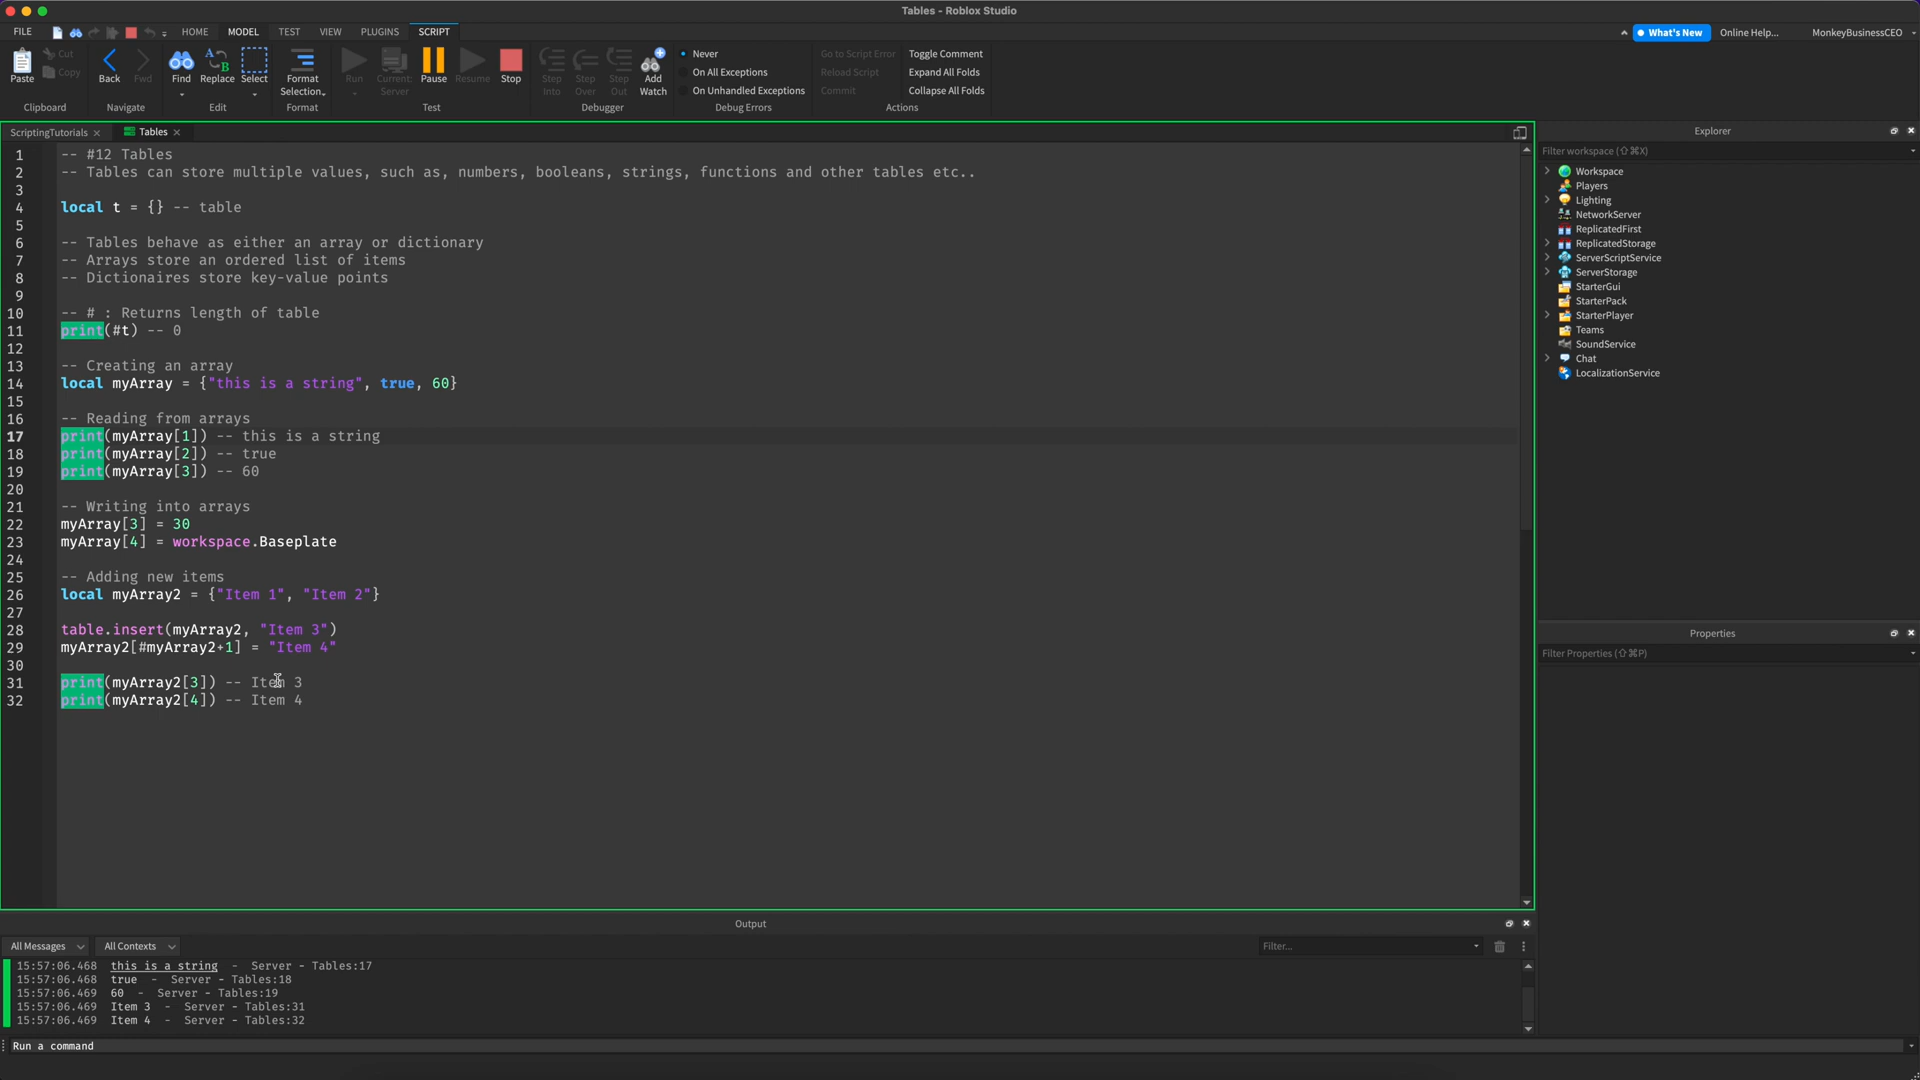 Tables - Roblox Studio
FILE HOME MODEL TEST VIEW PLUGINS SCRIPT What's New Online Help... MonkeyBusinessCEO
Paste Cut Copy Back Fwd Find Replace Select Format Selection Run Current: Server Pause Resume Stop Step Into Step Over Step Out Add Watch
Never
On All Exceptions
On Unhandled Exceptions
Go to Script Error
Reload Script
Commit
Toggle Comment
Expand All Folds
Collapse All Folds
Clipboard Navigate Edit Format Test Debugger Debug Errors Actions
ScriptingTutorials Tables
1 -- #12 Tables
2 -- Tables can store multiple values, such as, numbers, booleans, strings, functions and other tables etc..
3
4 local t = {} -- table
5
6 -- Tables behave as either an array or dictionary
7 -- Arrays store an ordered list of items
8 -- Dictionaires store key-value points
9
10 -- # : Returns length of table
11 print(#t) -- 0
12
13 -- Creating an array
14 local myArray = {"this is a string", true, 60}
15
16 -- Reading from arrays
17 print(myArray[1]) -- this is a string
18 print(myArray[2]) -- true
19 print(myArray[3]) -- 60
20
21 -- Writing into arrays
22 myArray[3] = 30
23 myArray[4] = workspace.Baseplate
24
25 -- Adding new items
26 local myArray2 = {"Item 1", "Item 2"}
27
28 table.insert(myArray2, "Item 3")
29 myArray2[#myArray2+1] = "Item 4"
30
31 print(myArray2[3]) -- Item 3
32 print(myArray2[4]) -- Item 4
Explorer
Filter workspace (⇧⌘X)
Workspace
Players
Lighting
NetworkServer
ReplicatedFirst
ReplicatedStorage
ServerScriptService
ServerStorage
StarterGui
StarterPack
StarterPlayer
Teams
SoundService
Chat
LocalizationService
Properties
Filter Properties (⇧⌘P)
Output
All Messages All Contexts Filter...
15:57:06.468 this is a string - Server - Tables:17
15:57:06.468 true - Server - Tables:18
15:57:06.469 60 - Server - Tables:19
15:57:06.469 Item 3 - Server - Tables:31
15:57:06.469 Item 4 - Server - Tables:32
Run a command